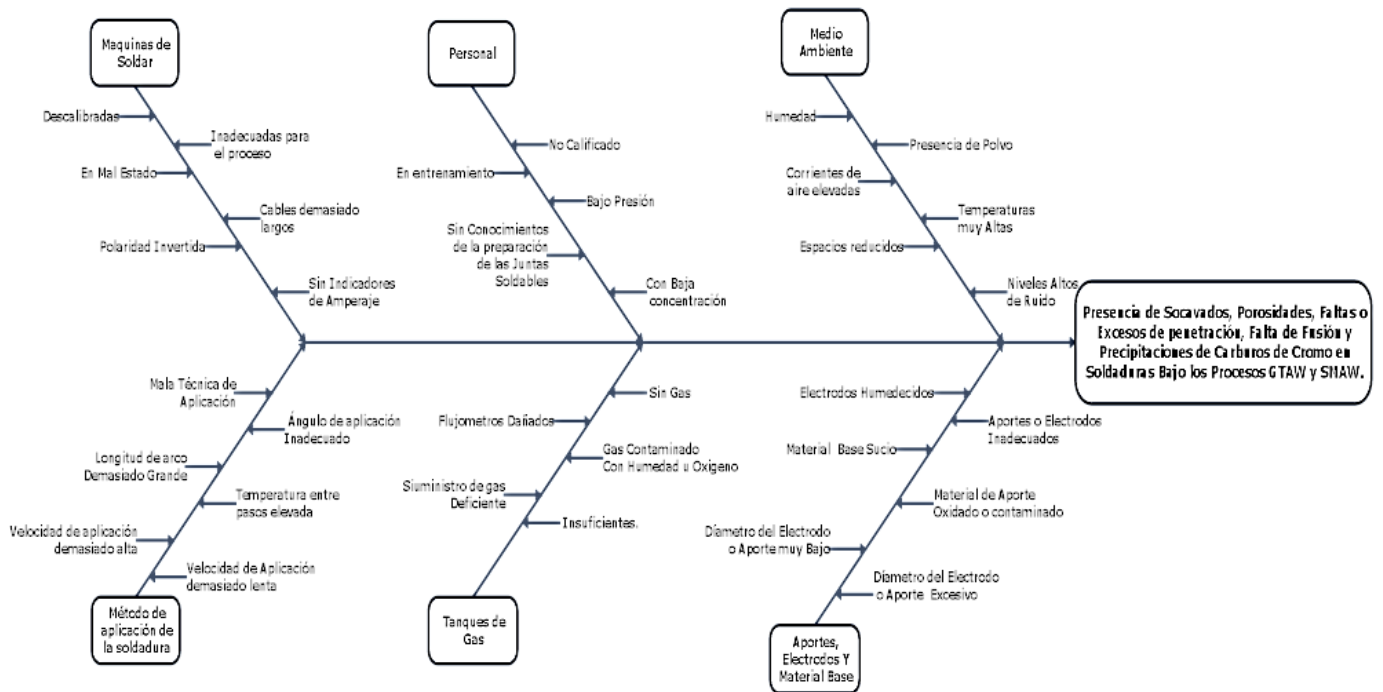 Maquinas de
Soldar
Descalibradas
Inadecuadas para
el proceso
En Mal Estado
Cables demasiado
largos
Polaridad Invertida
Sin Indicadores
de Amperaje
Personal
No Calificado
En entrenamiento
Bajo Presión
Sin Conocimientos
de la preparación
de las Juntas
Soldables
Con Baja
concentración
Medio
Ambiente
Humedad
Presencia de Polvo
Corrientes de
aire elevadas
Temperaturas
muy Altas
Espacios reducidos
Niveles Altos
de Ruido
Presencia de Socavados, Porosidades, Faltas o
Excesos de penetración, Falta de Fusión y
Precipitaciones de Carburos de Cromo en
Soldaduras Bajo los Procesos GTAW y SMAW.
Mala Técnica de
Aplicación
Ángulo de aplicación
Inadecuado
Longitud de arco
Demasiado Grande
Temperatura entre
pasos elevada
Velocidad de aplicación
demasiado alta
Velocidad de Aplicación
demasiado lenta
Método de
aplicación de
la soldadura
Sin Gas
Flujometros Dañados
Gas Contaminado
Con Humedad u Oxigeno
Siuministro de gas
Deficiente
Insuficientes.
Tanques de
Gas
Electrodos Humedecidos
Aportes o Electrodos
Inadecuados
Material Base Sucio
Material de Aporte
Oxidado o contaminado
Díametro del Electrodo
o Aporte muy Bajo
Díametro del Electrodo
o Aporte Excesivo
Aportes,
Electrodos Y
Material Base